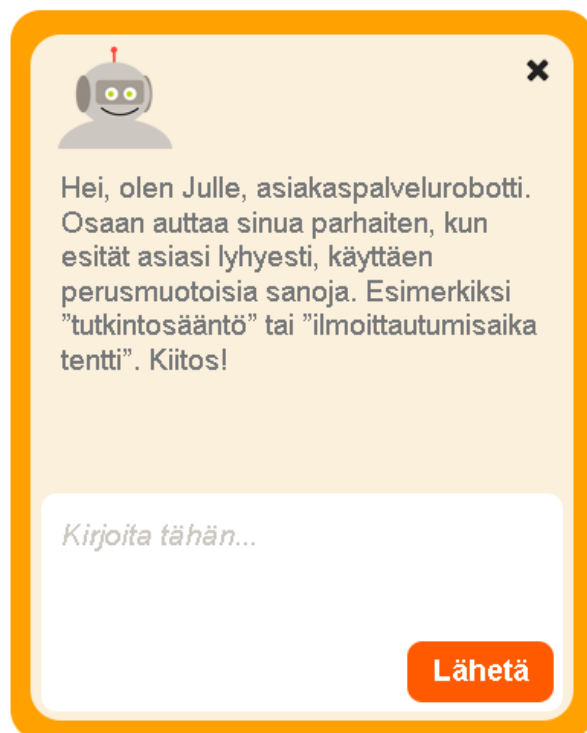 Hei, olen Julle, asiakaspalvelurobotti.
Osaan auttaa sinua parhaiten, kun
esität asiasi lyhyesti, käyttäen
perusmuotoisia sanoja. Esimerkiksi
”tutkintosääntö” tai ”ilmoittautumisaika
tentti”. Kiitos!
Kirjoita tähän...
Lähetä